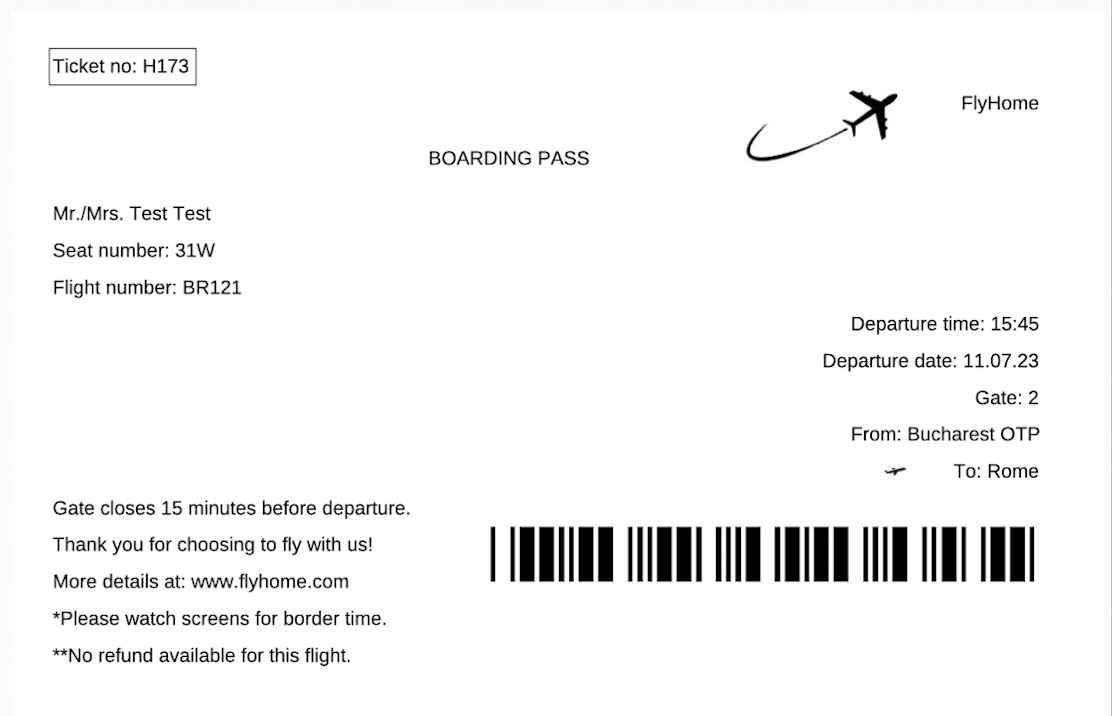 Ticket no: H173
FlyHome
BOARDING PASS
Mr./Mrs. Test Test
Seat number: 31W
Flight number: BR121
Departure time: 15:45
Departure date: 11.07.23
Gate: 2
From: Bucharest OTP
To: Rome
Gate closes 15 minutes before departure.
Thank you for choosing to fly with us!
More details at: www.flyhome.com
*Please watch screens for border time.
**No refund available for this flight.